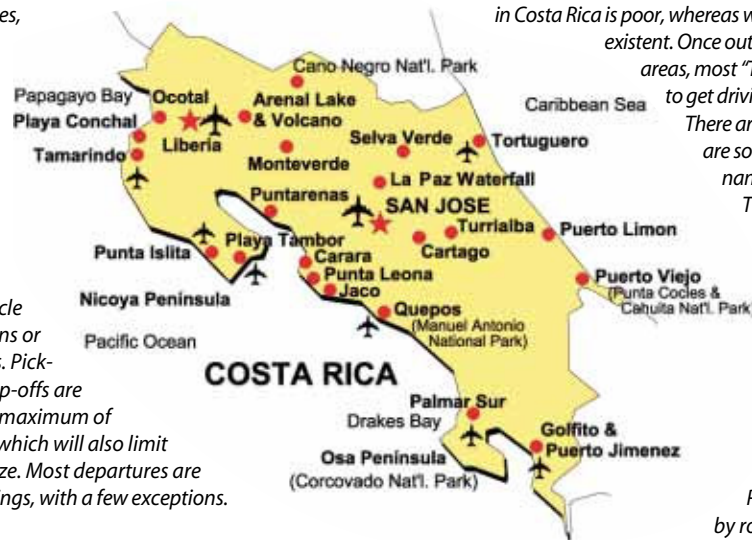 es,
in Costa Rica is poor, whereas w
existent. Once out
areas, most “T
to get drivi
There ar
are so
nan
T
Cano Negro Nat'l. Park
Papagayo Bay
Ocotal
Arenal Lake
& Volcano
Caribbean Sea
Playa Conchal
Liberia
Selva Verde
Tortuguero
Tamarindo
Monteverde
La Paz Waterfall
Puntarenas
SAN JOSE
Turrialba
Puerto Limon
Punta Islita
Playa Tambor
Cartago
Carara
Punta Leona
Jaco
Puerto Viejo
(Punta Cocles &
Cahuita Nat'l. Park)
Nicoya Península
Quepos
(Manuel Antonio
National Park)
Pacific Ocean
COSTA RICA
cle
ns or
s. Pick-
p-offs are
maximum of
which will also limit
ze. Most departures are
ings, with a few exceptions.
Palmar Sur
Drakes Bay
Golfito &
Puerto Jimenez
Osa Península
(Corcovado Nat'l. Park)
by ro